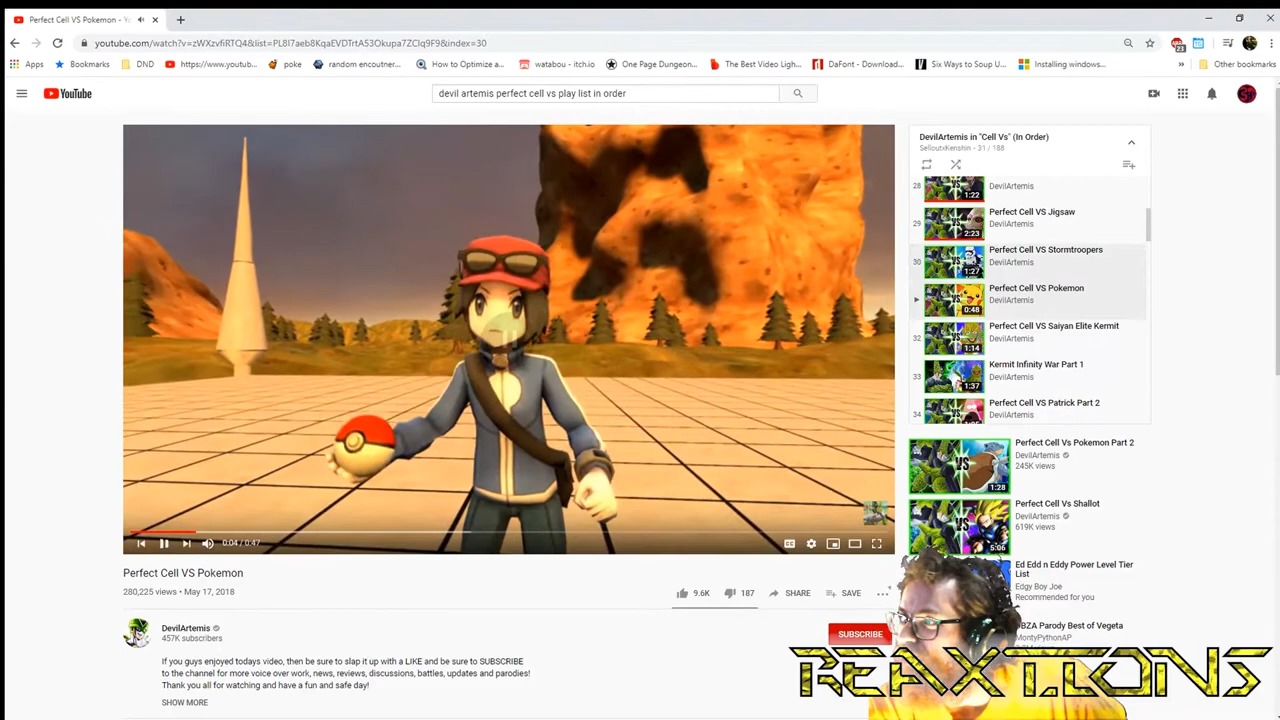 Perfect Cell VS Pokemon - Yo
youtube.com/watch?v=zWXzvfiRTQ4&list=PL8l7aeb8KqaEVDTrtA53Okupa7ZClq9F9&index=30
23
Apps Bookmarks DND https://www.youtub... poke random encoutner... How to Optimize a... watabou - itch.io One Page Dungeon... The Best Video Ligh... DaFont - Download... Six Ways to Soup U... Installing windows... » Other bookmarks
YouTube
devil artemis perfect cell vs play list in order
DevilArtemis in "Cell Vs" (In Order)
SelloutxKenshin - 31 / 188
28 1:22 DevilArtemis
29 Perfect Cell VS Jigsaw
DevilArtemis
2:23
30 Perfect Cell VS Stormtroopers
DevilArtemis
1:27
Perfect Cell VS Pokemon
DevilArtemis
0:48
32 Perfect Cell VS Saiyan Elite Kermit
DevilArtemis
1:14
33 Kermit Infinity War Part 1
DevilArtemis
1:37
34 Perfect Cell VS Patrick Part 2
DevilArtemis
VS
1:28
Perfect Cell Vs Pokemon Part 2
DevilArtemis
245K views
VS
5:06
Perfect Cell Vs Shallot
DevilArtemis
619K views
Ed Edd n Eddy Power Level Tier
List
Edgy Boy Joe
Recommended for you
DBZA Parody Best of Vegeta
MontyPythonAP
0:04 / 0:47
CC
Perfect Cell VS Pokemon
280,225 views • May 17, 2018
9.6K 187 SHARE SAVE ...
DevilArtemis
457K subscribers
SUBSCRIBE
If you guys enjoyed todays video, then be sure to slap it up with a LIKE and be sure to SUBSCRIBE
to the channel for more voice over work, news, reviews, discussions, battles, updates and parodies!
Thank you all for watching and have a fun and safe day!
SHOW MORE
REAXTIONS